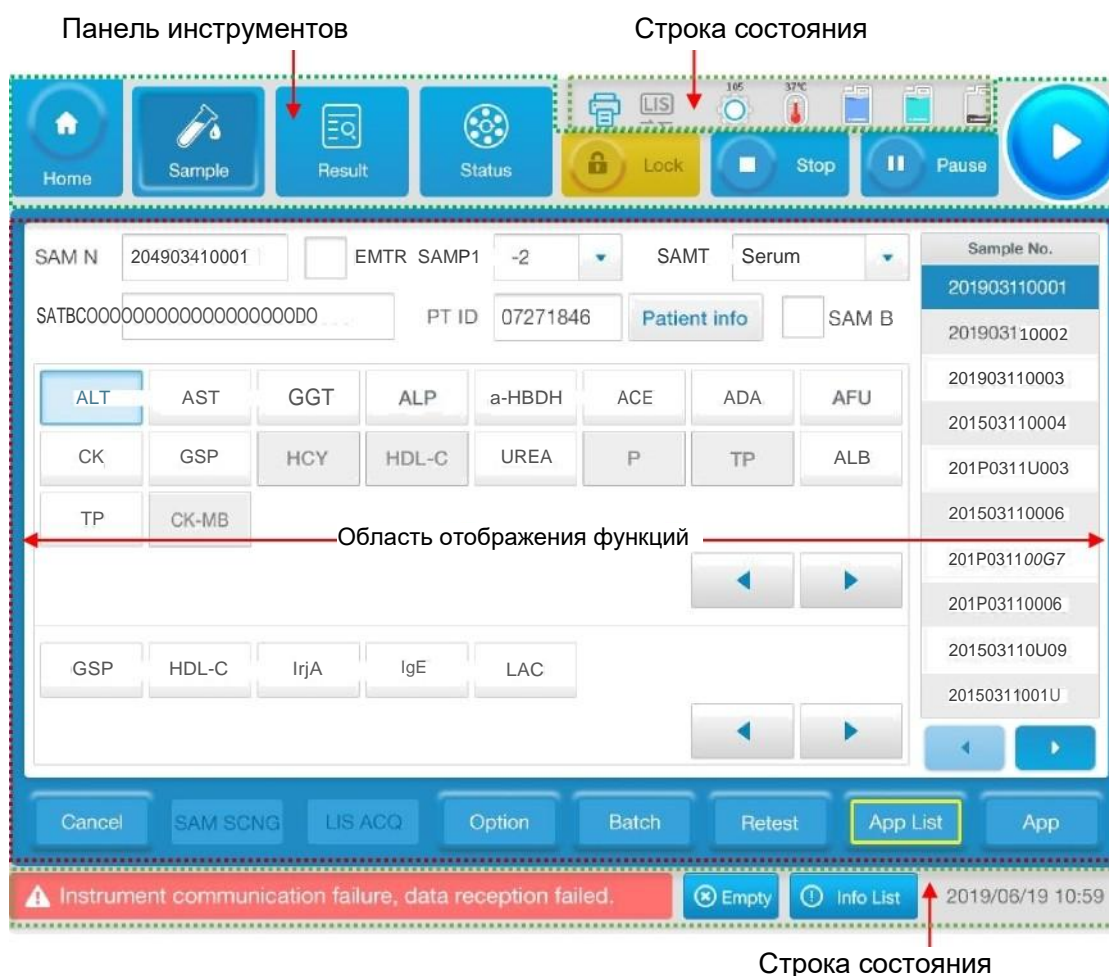 Панель инструментов
Строка состояния
LIS
105
37℃
Home
Sample
Result
Status
Lock
Stop
Pause
SAM N 204903410001 EMTR SAMP1 -2 SAMT Serum
PT ID 07271846 Patient info SAM B
ALT AST GGT ALP a-HBDH ACE ADA AFU
CK GSP HCY HDL-C UREA P TP ALB
TP CK-MB
Область отображения функций
GSP HDL-C IrjA IgE LAC
Sample No.
201903110001
201903110002
201903110003
201503110004
201P0311U003
201503110006
201P031100G7
201P03110006
201503110U09
20150311001U
Cancel SAM SCNG LIS ACQ Option Batch Retest App List App
Instrument communication failure, data reception failed. Empty Info List 2019/06/19 10:59
Строка состояния